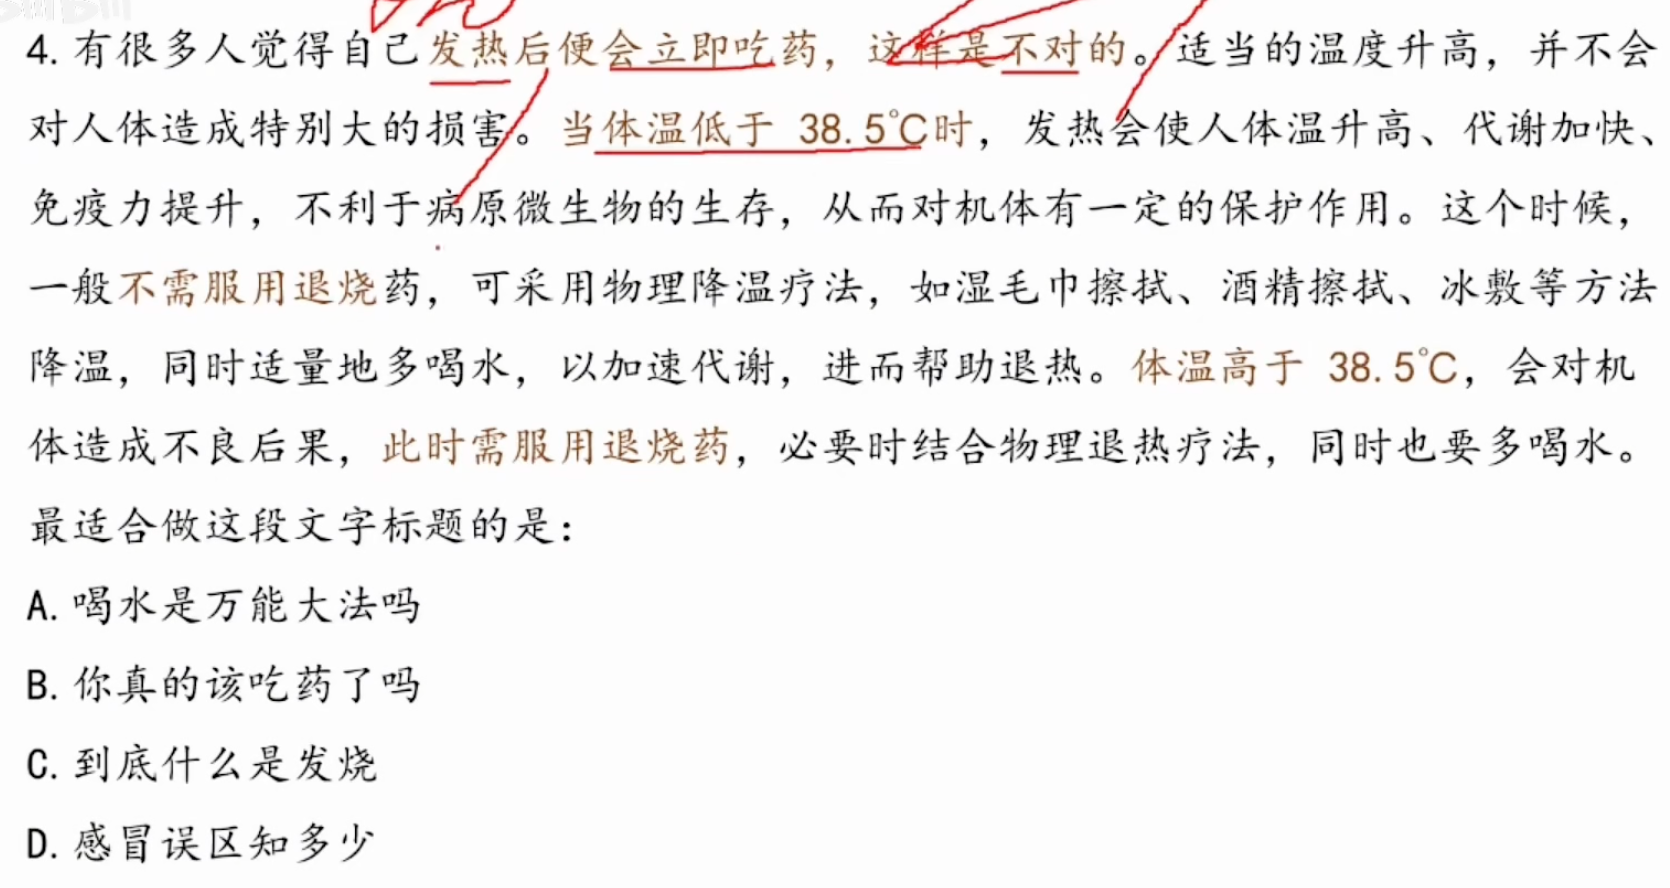 4. 有很多人觉得自己发热后便会立即吃药，这样是不对的。适当的温度升高，并不会
对人体造成特别大的损害。当体温低于 38.5℃时，发热会使人体温升高、代谢加快、
免疫力提升，不利于病原微生物的生存，从而对机体有一定的保护作用。这个时候，
一般不需服用退烧药，可采用物理降温疗法，如湿毛巾擦拭、酒精擦拭、冰敷等方法
降温，同时适量地多喝水，以加速代谢，进而帮助退热。体温高于 38.5℃，会对机
体造成不良后果，此时需服用退烧药，必要时结合物理退热疗法，同时也要多喝水。
最适合做这段文字标题的是：
A. 喝水是万能大法吗
B. 你真的该吃药了吗
C. 到底什么是发烧
D. 感冒误区知多少